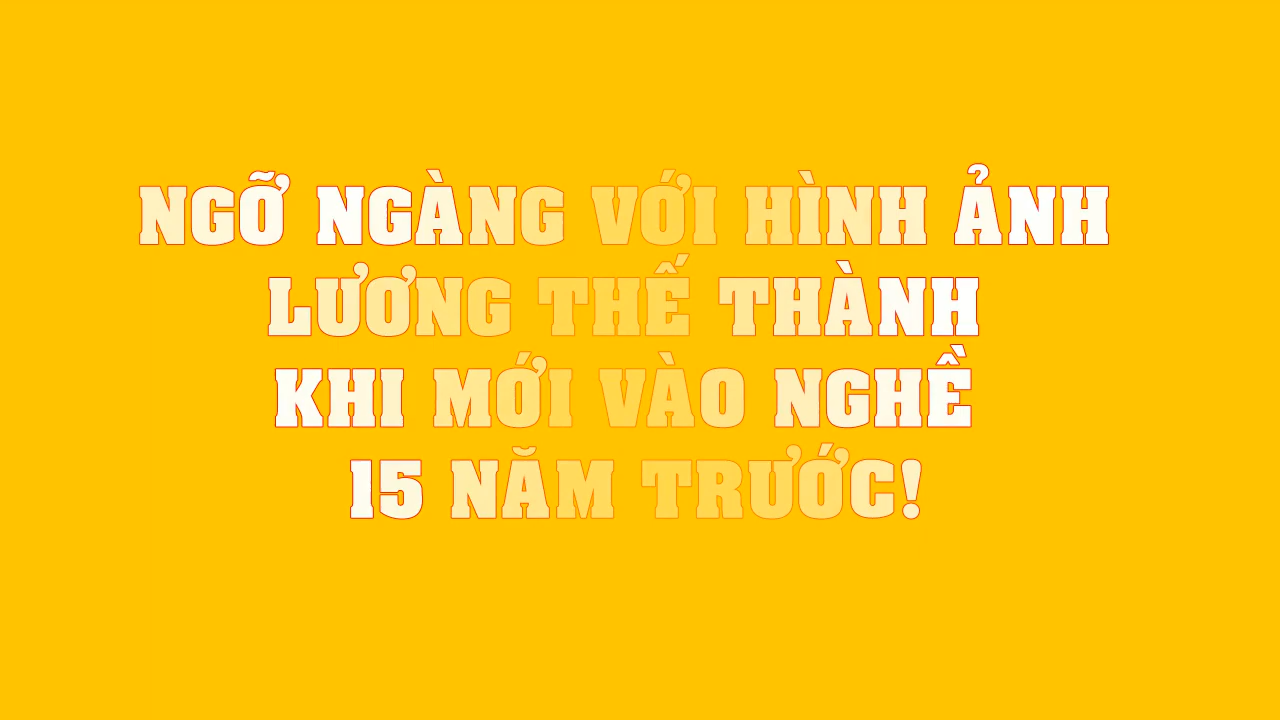 NGỠ NGÀNG VỚI HÌNH ẢNH
LƯƠNG THẾ THÀNH
KHI MỚI VÀO NGHỀ
15 NĂM TRƯỚC!